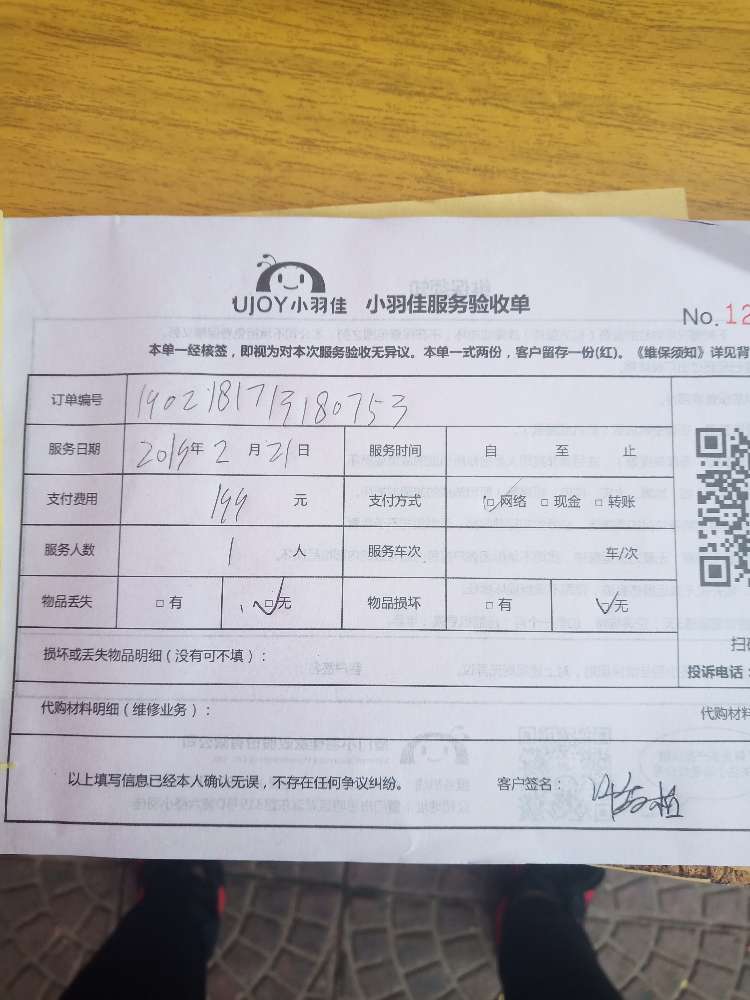 UJOY小羽佳 小羽佳服务验收单
No. 12
本单一经核签，即视为对本次服务验收无异议。本单一式两份，客户留存一份(红)。《维保须知》详见背
订单编号 1902181719180753
服务日期 2019年 2 月 21日 服务时间 自 至 止
支付费用 199 元 支付方式 □网络 □现金 □转账
服务人数 1 人 服务车次 车/次
物品丢失 □有 □无 物品损坏 □有 无
损坏或丢失物品明细（没有可不填）：
扫
投诉电话：
代购材料明细（维修业务）： 代购材料
以上填写信息已经本人确认无误，不存在任何争议纠纷。 客户签名：